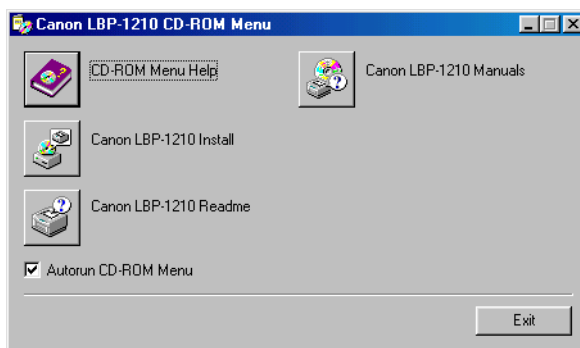 Canon LBP-1210 CD-ROM Menu
CD-ROM Menu Help
Canon LBP-1210 Manuals
Canon LBP-1210 Install
Canon LBP-1210 Readme
Autorun CD-ROM Menu
Exit